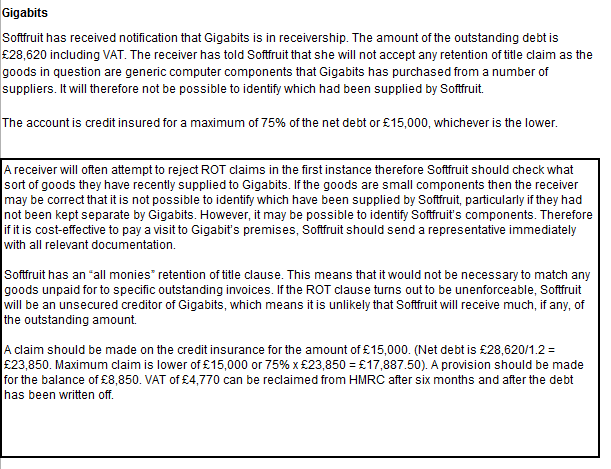 Gigabits
Softfruit has received notification that Gigabits is in receivership. The amount of the outstanding debt is
£28,620 including VAT. The receiver has told Softfruit that she will not accept any retention of title claim as the
goods in question are generic computer components that Gigabits has purchased from a number of
suppliers. It will therefore not be possible to identify which had been supplied by Softfruit.
The account is credit insured for a maximum of 75% of the net debt or £15,000, whichever is the lower.
A receiver will often attempt to reject ROT claims in the first instance therefore Softfruit should check what
sort of goods they have recently supplied to Gigabits. If the goods are small components then the receiver
may be correct that it is not possible to identify which have been supplied by Softfruit, particularly if they had
not been kept separate by Gigabits. However, it may be possible to identify Softfruit's components. Therefore
if it is cost-effective to pay a visit to Gigabit's premises, Softfruit should send a representative immediately
with all relevant documentation.
Softfruit has an "all monies" retention of title clause. This means that it would not be necessary to match any
goods unpaid for to specific outstanding invoices. If the ROT clause turns out to be unenforceable, Softfruit
will be an unsecured creditor of Gigabits, which means it is unlikely that Softfruit will receive much, if any, of
the outstanding amount.
A claim should be made on the credit insurance for the amount of £15,000. (Net debt is £28,620/1.2 =
£23,850. Maximum claim is lower of £15,000 or 75% x £23,850 = £17,887.50). A provision should be made
for the balance of £8,850. VAT of £4,770 can be reclaimed from HMRC after six months and after the debt
has been written off.